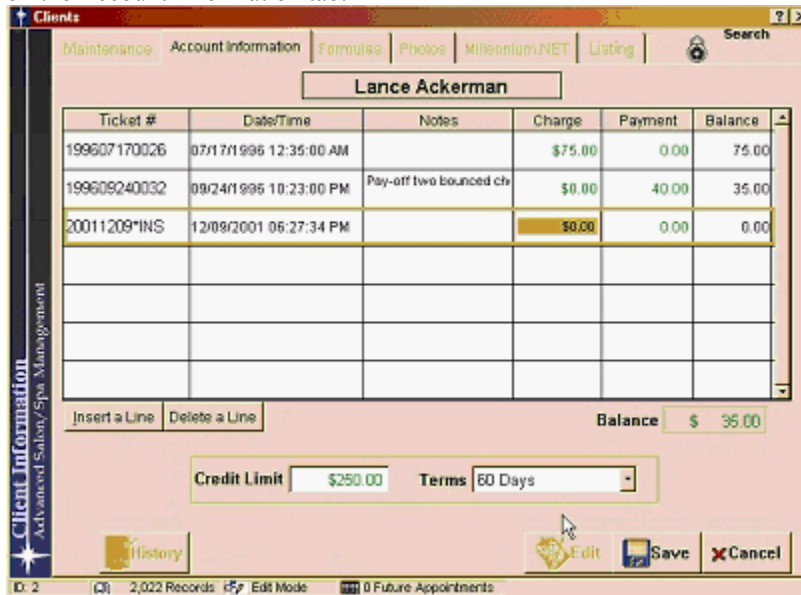 Clients
Maintenance Account Information Formulas Photos Millennium.NET Listing Search
Lance Ackerman
Ticket # Date/Time Notes Charge Payment Balance
199607170026 07/17/1996 12:35:00 AM $75.00 0.00 75.00
199609240032 09/24/1996 10:23:00 PM Pay-off two bounced ch $0.00 40.00 35.00
20011209*INS 12/09/2001 06:27:34 PM $0.00 0.00 0.00
Insert a Line Delete a Line Balance $ 35.00
Credit Limit $250.00 Terms 60 Days
History Edit Save Cancel
ID: 2 2,022 Records Edit Mode 0 Future Appointments
Client Information
Advanced Salon/Spa Management